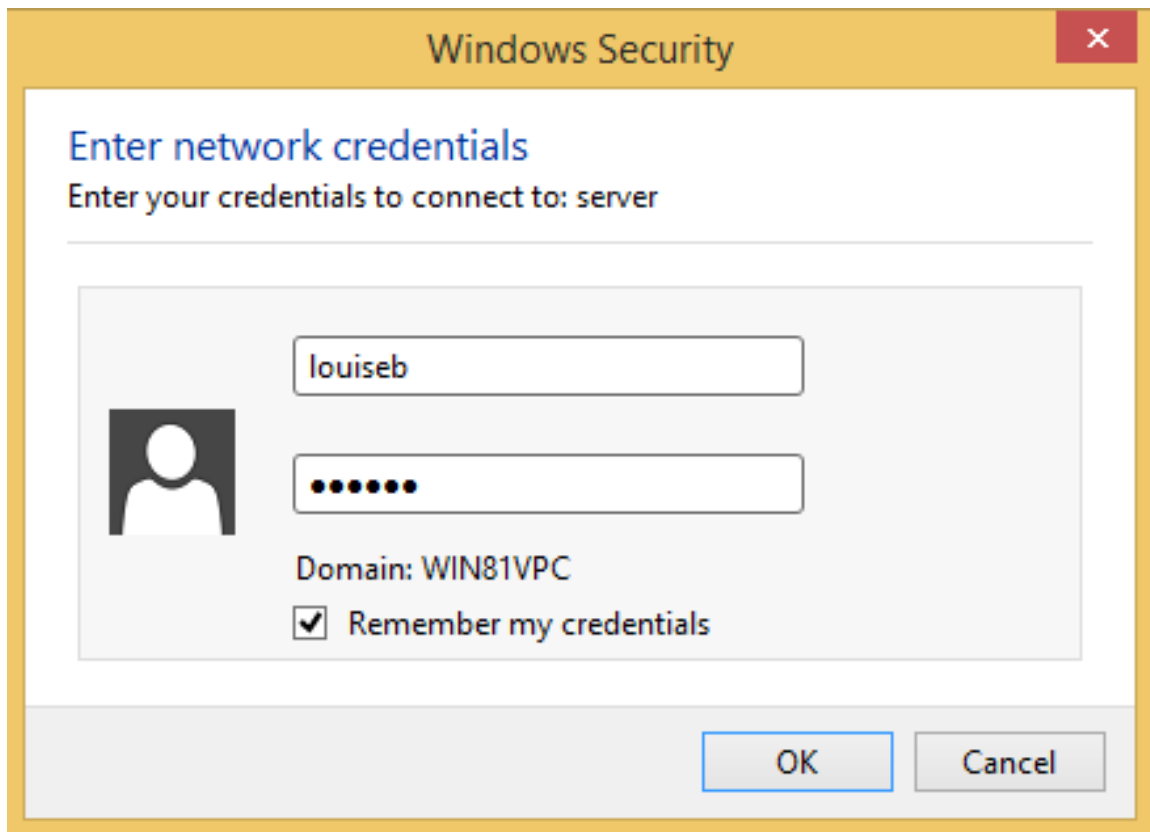 Windows Security
Enter network credentials
Enter your credentials to connect to: server
louiseb
••••••
Domain: WIN81VPC
Remember my credentials
OK
Cancel